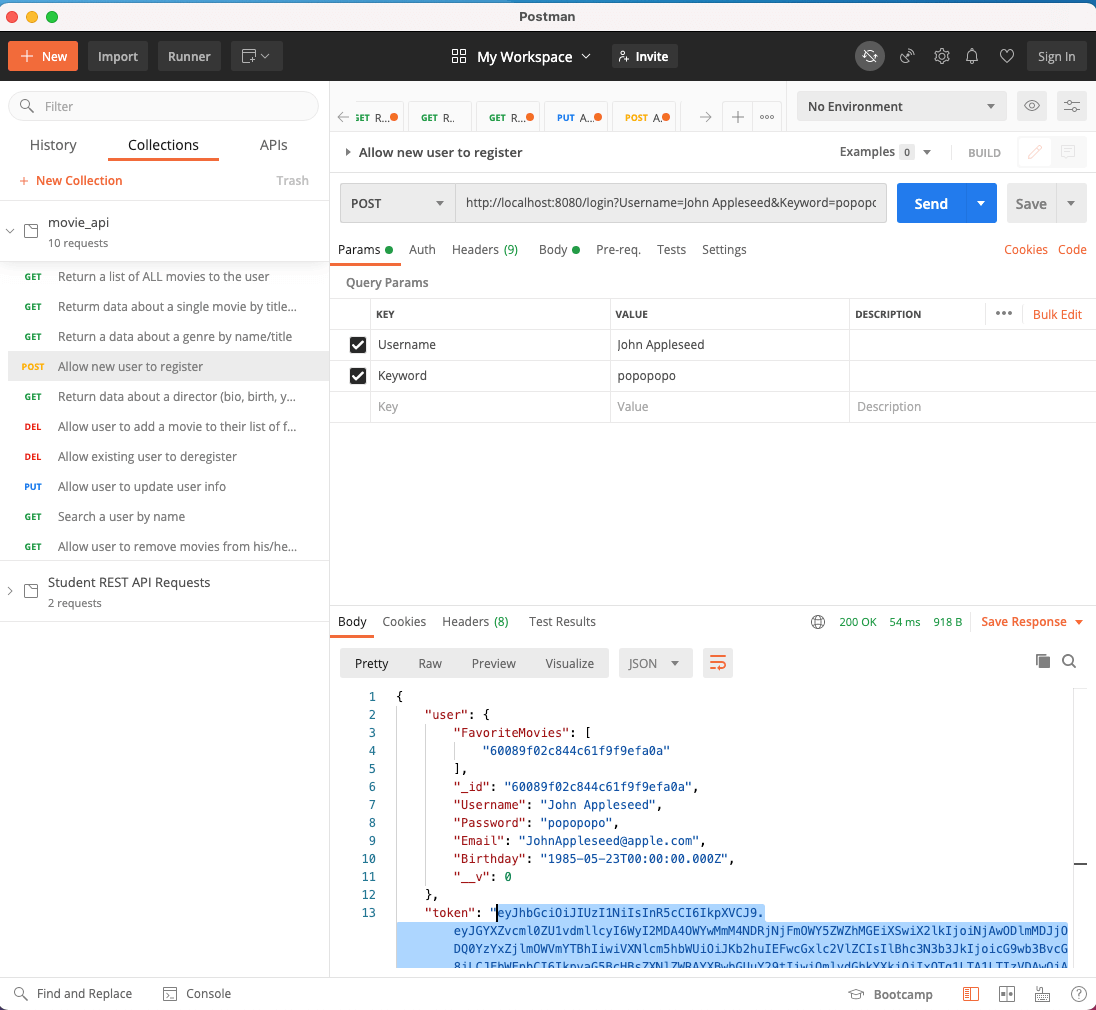 Postman
New Import Runner My Workspace Invite Sign In
Filter
History Collections APIs
New Collection Trash
movie_api
10 requests
GET Return a list of ALL movies to the user
GET Returm data about a single movie by title...
GET Return a data about a genre by name/title
POST Allow new user to register
GET Return data about a director (bio, birth, y...
DEL Allow user to add a movie to their list of f...
DEL Allow existing user to deregister
PUT Allow user to update user info
GET Search a user by name
GET Allow user to remove movies from his/he...
Student REST API Requests
2 requests
GET R... GET R.. GET R... PUT A... POST A. No Environment
Allow new user to register Examples 0 BUILD
POST http://localhost:8080/login?Username=John Appleseed&Keyword=popopo Send Save
Params Auth Headers (9) Body Pre-req. Tests Settings Cookies Code
Query Params
KEY VALUE DESCRIPTION Bulk Edit
Username John Appleseed
Keyword popopopo
Key Value Description
Body Cookies Headers (8) Test Results 200 OK 54 ms 918 B Save Response
Pretty Raw Preview Visualize JSON
1 {
2 "user": {
3 "FavoriteMovies": [
4 "60089f02c844c61f9f9efa0a"
5 ],
6 "_id": "60089f02c844c61f9f9efa0a",
7 "Username": "John Appleseed",
8 "Password": "popopopo",
9 "Email": "JohnAppleseed@apple.com",
10 "Birthday": "1985-05-23T00:00:00.000Z",
11 "__v": 0
12 },
13 "token": "eyJhbGciOiJIUzI1NiIsInR5cCI6IkpXVCJ9.
Find and Replace Console Bootcamp